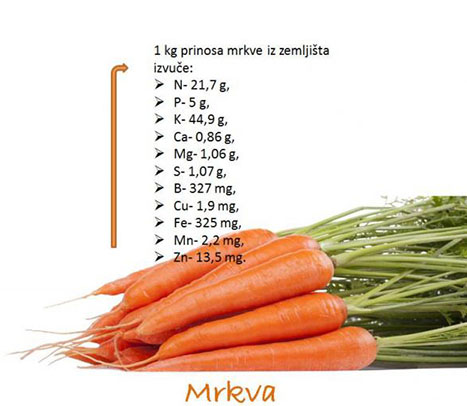 1 kg prinosa mrkve iz zemljišta
izvuče:
➢ N- 21,7 g,
➢ P- 5 g,
➢ K- 44,9 g,
➢ Ca- 0,86 g,
➢ Mg- 1,06 g,
➢ S- 1,07 g,
➢ B- 327 mg,
➢ Cu- 1,9 mg,
➢ Fe- 325 mg,
➢ Mn- 2,2 mg,
➢ Zn- 13,5 mg.
Mrkva